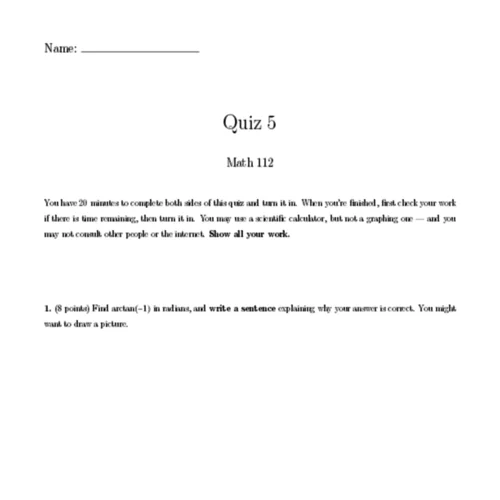 Name:
Quiz 5
Math 112
You have 20 minutes to complete both sides of this quiz and turn it in. When you're finished, first check your work
if there is time remaining, then turn it in. You may use a scientific calculator, but not a graphing one — and you
may not consult other people or the internet. Show all your work.
1. (8 points) Find arctan(−1) in radians, and write a sentence explaining why your answer is correct. You might
want to draw a picture.